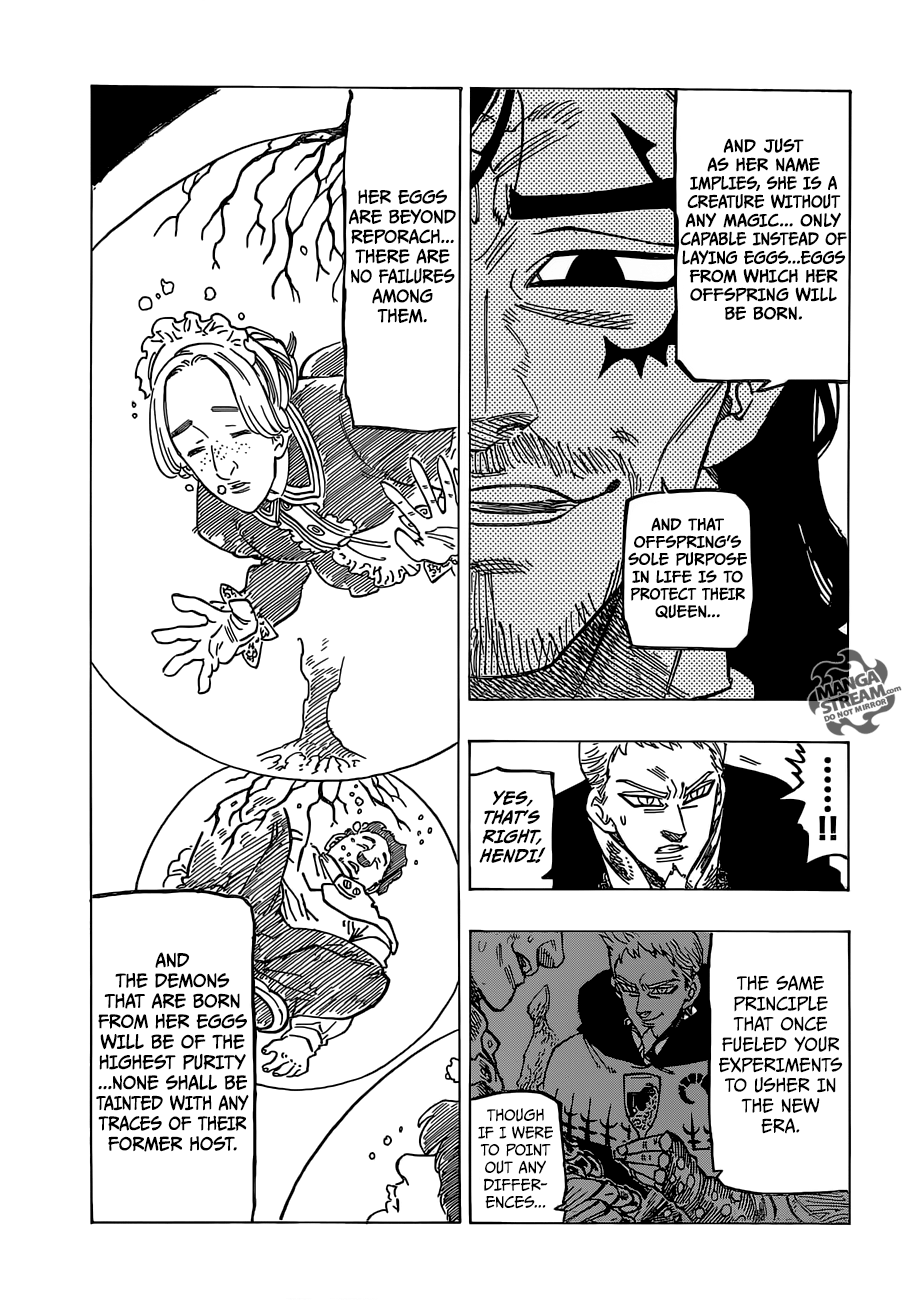 AND JUST
AS HER NAME
IMPLIES, SHE IS A
CREATURE WITHOUT
ANY MAGIC... ONLY
CAPABLE INSTEAD OF
LAYING EGGS...EGGS
FROM WHICH HER
OFFSPRING WILL
BE BORN.
AND THAT
OFFSPRING'S
SOLE PURPOSE
IN LIFE IS TO
PROTECT THEIR
QUEEN...
MANGA
STREAM.com
DO NOT MIRROR
........!!
YES,
THAT'S
RIGHT,
HENDI!
THE SAME
PRINCIPLE
THAT ONCE
FUELED YOUR
EXPERIMENTS
TO USHER IN
THE NEW
ERA.
THOUGH
IF I WERE
TO POINT
OUT ANY
DIFFER-
ENCES...
HER EGGS
ARE BEYOND
REPORACH...
THERE ARE
NO FAILURES
AMONG
THEM.
AND
THE DEMONS
THAT ARE BORN
FROM HER EGGS
WILL BE OF THE
HIGHEST PURITY
...NONE SHALL BE
TAINTED WITH ANY
TRACES OF THEIR
FORMER HOST.